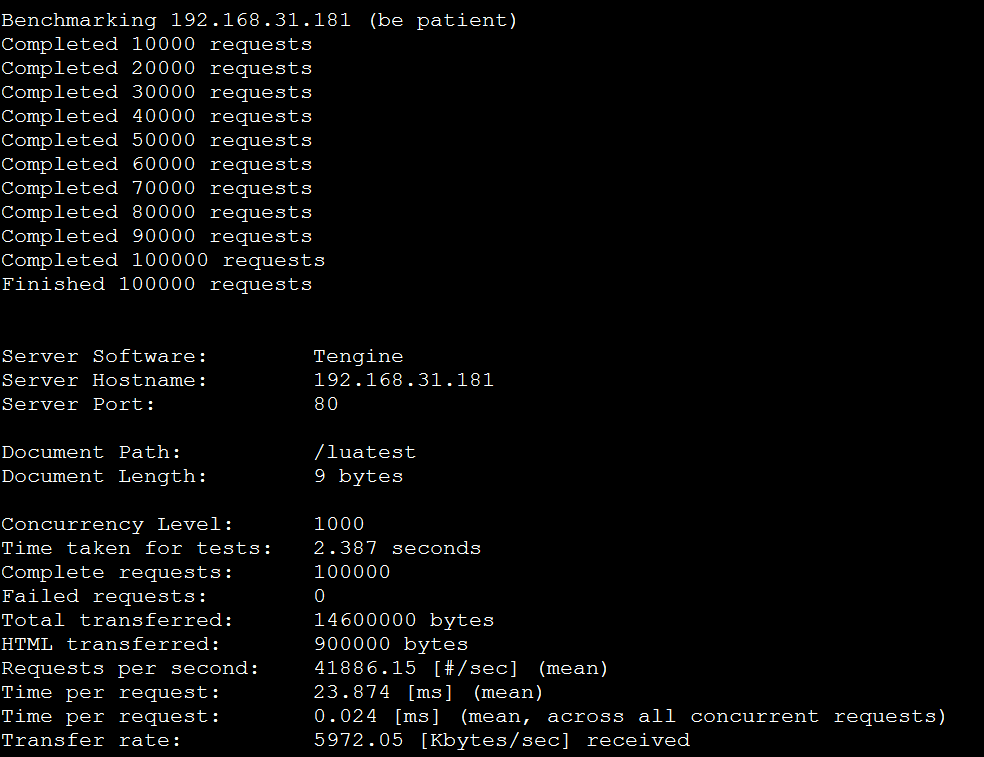 Benchmarking 192.168.31.181 (be patient)
Completed 10000 requests
Completed 20000 requests
Completed 30000 requests
Completed 40000 requests
Completed 50000 requests
Completed 60000 requests
Completed 70000 requests
Completed 80000 requests
Completed 90000 requests
Completed 100000 requests
Finished 100000 requests
Server Software: Tengine
Server Hostname: 192.168.31.181
Server Port: 80
Document Path: /luatest
Document Length: 9 bytes
Concurrency Level: 1000
Time taken for tests: 2.387 seconds
Complete requests: 100000
Failed requests: 0
Total transferred: 14600000 bytes
HTML transferred: 900000 bytes
Requests per second: 41886.15 [#/sec] (mean)
Time per request: 23.874 [ms] (mean)
Time per request: 0.024 [ms] (mean, across all concurrent requests)
Transfer rate: 5972.05 [Kbytes/sec] received